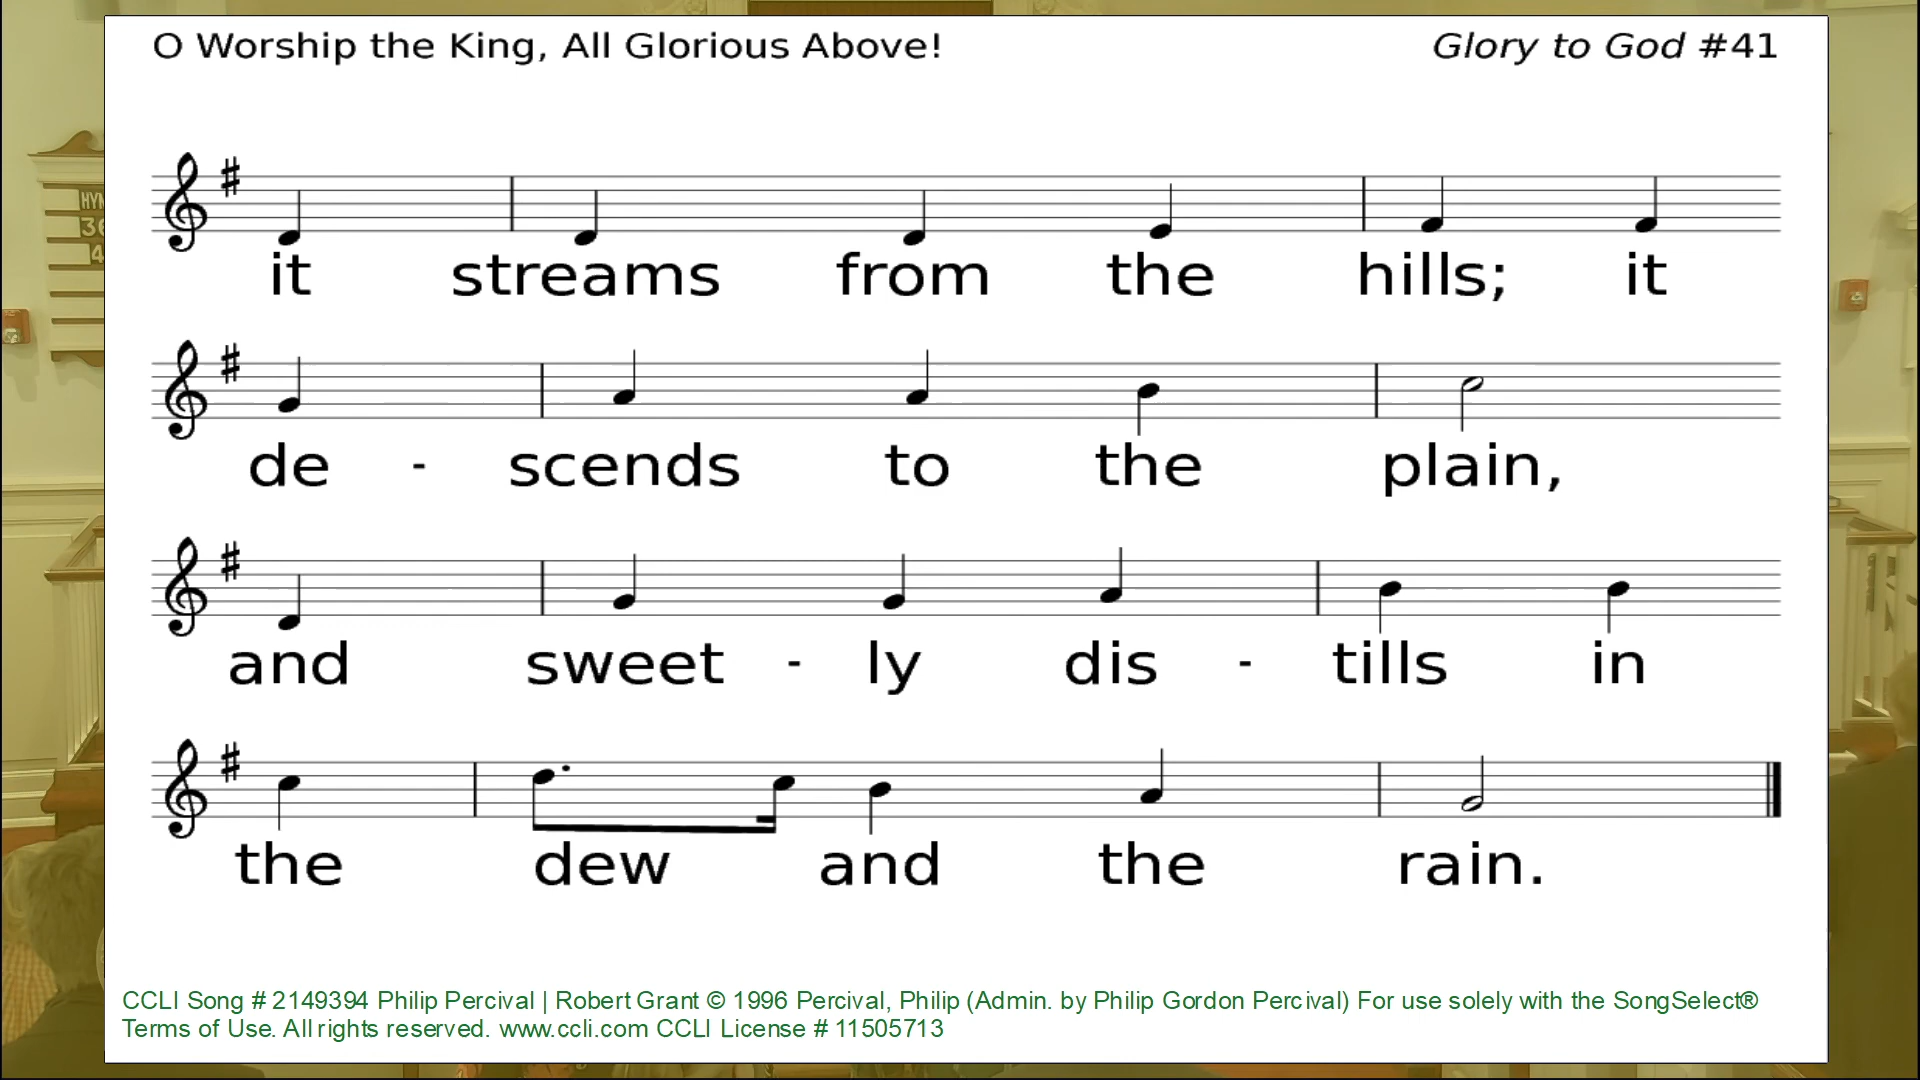 O Worship the King, All Glorious Above!
Glory to God #41
it streams from the hills; it
de - scends to the plain,
and sweet - ly dis - tills in
the dew and the rain.
CCLI Song # 2149394 Philip Percival | Robert Grant © 1996 Percival, Philip (Admin. by Philip Gordon Percival) For use solely with the SongSelect®
Terms of Use. All rights reserved. www.ccli.com CCLI License # 11505713